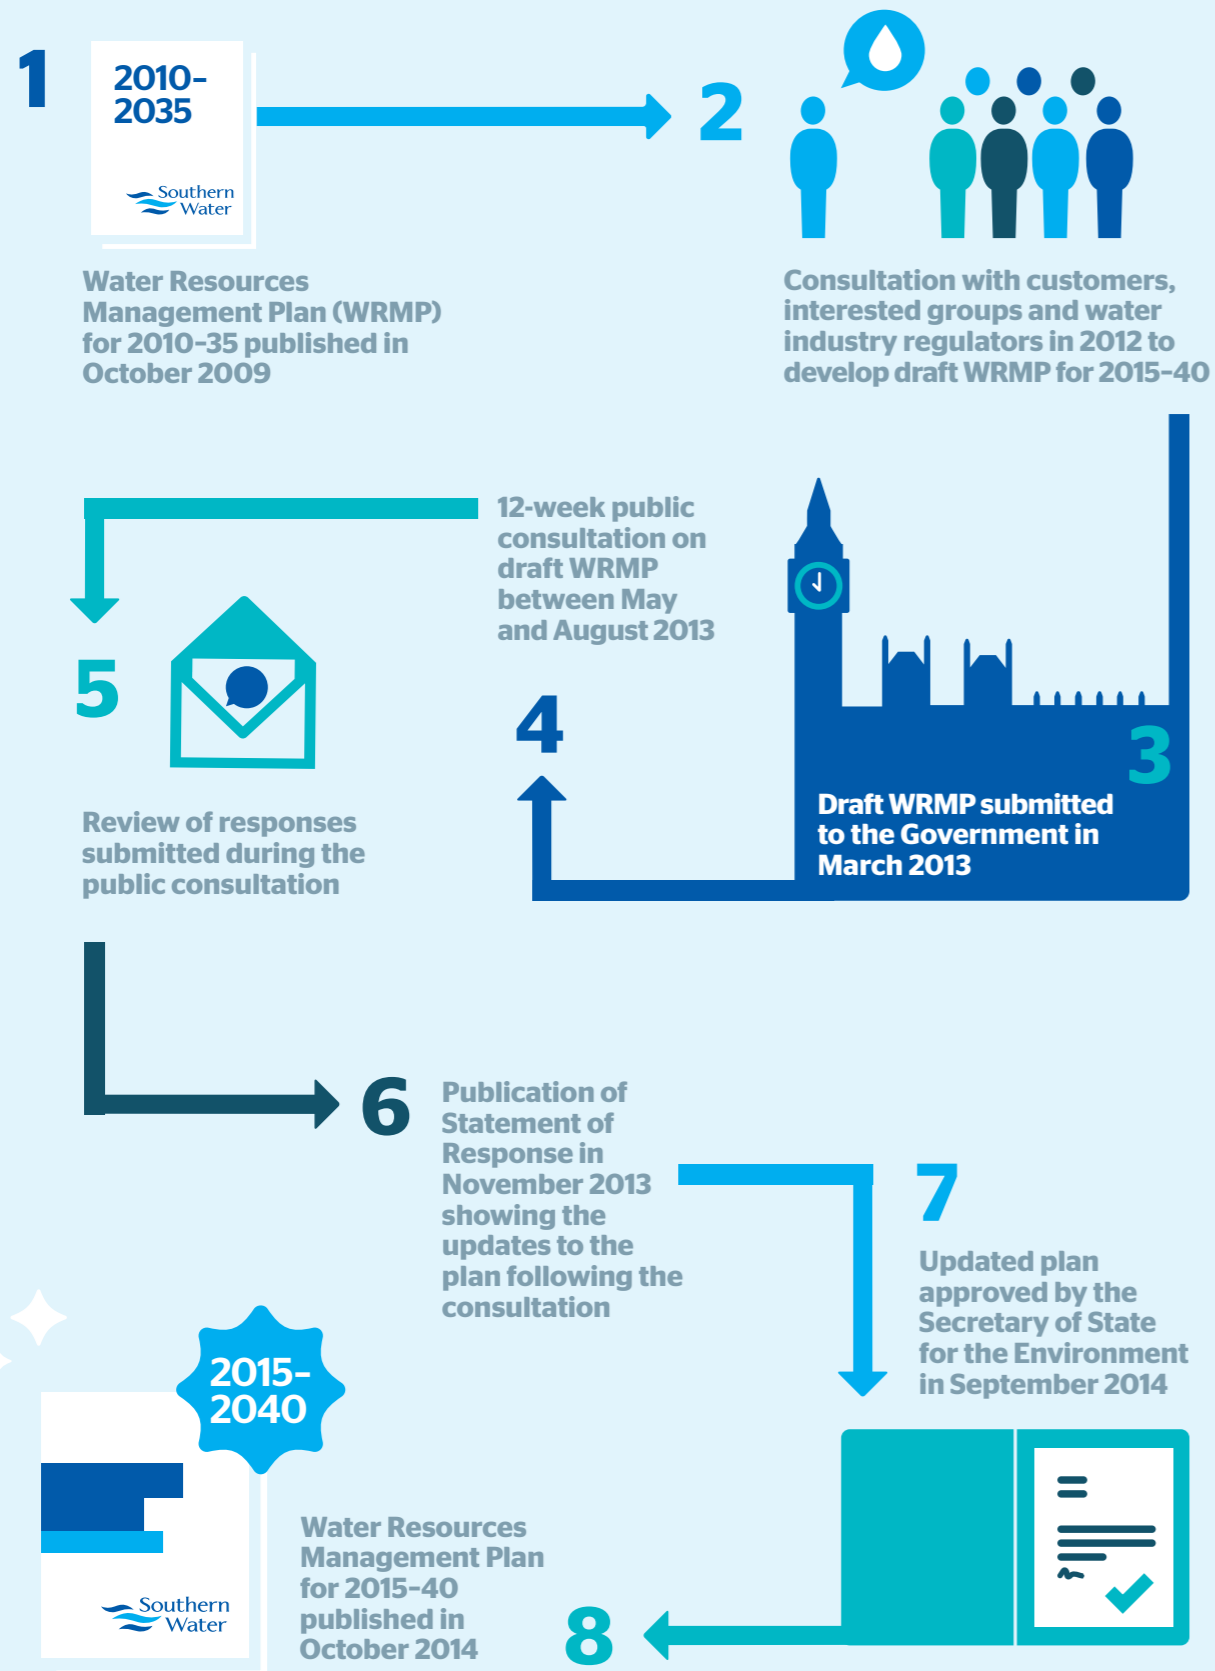 1
2010–
2035
Southern
Water
Water Resources
Management Plan (WRMP)
for 2010–35 published in
October 2009
2
Consultation with customers,
interested groups and water
industry regulators in 2012 to
develop draft WRMP for 2015–40
3
Draft WRMP submitted
to the Government in
March 2013
4
12-week public
consultation on
draft WRMP
between May
and August 2013
5
Review of responses
submitted during the
public consultation
6
Publication of
Statement of
Response in
November 2013
showing the
updates to the
plan following the
consultation
7
Updated plan
approved by the
Secretary of State
for the Environment
in September 2014
8
Water Resources
Management Plan
for 2015–40
published in
October 2014
2015–
2040
Southern
Water